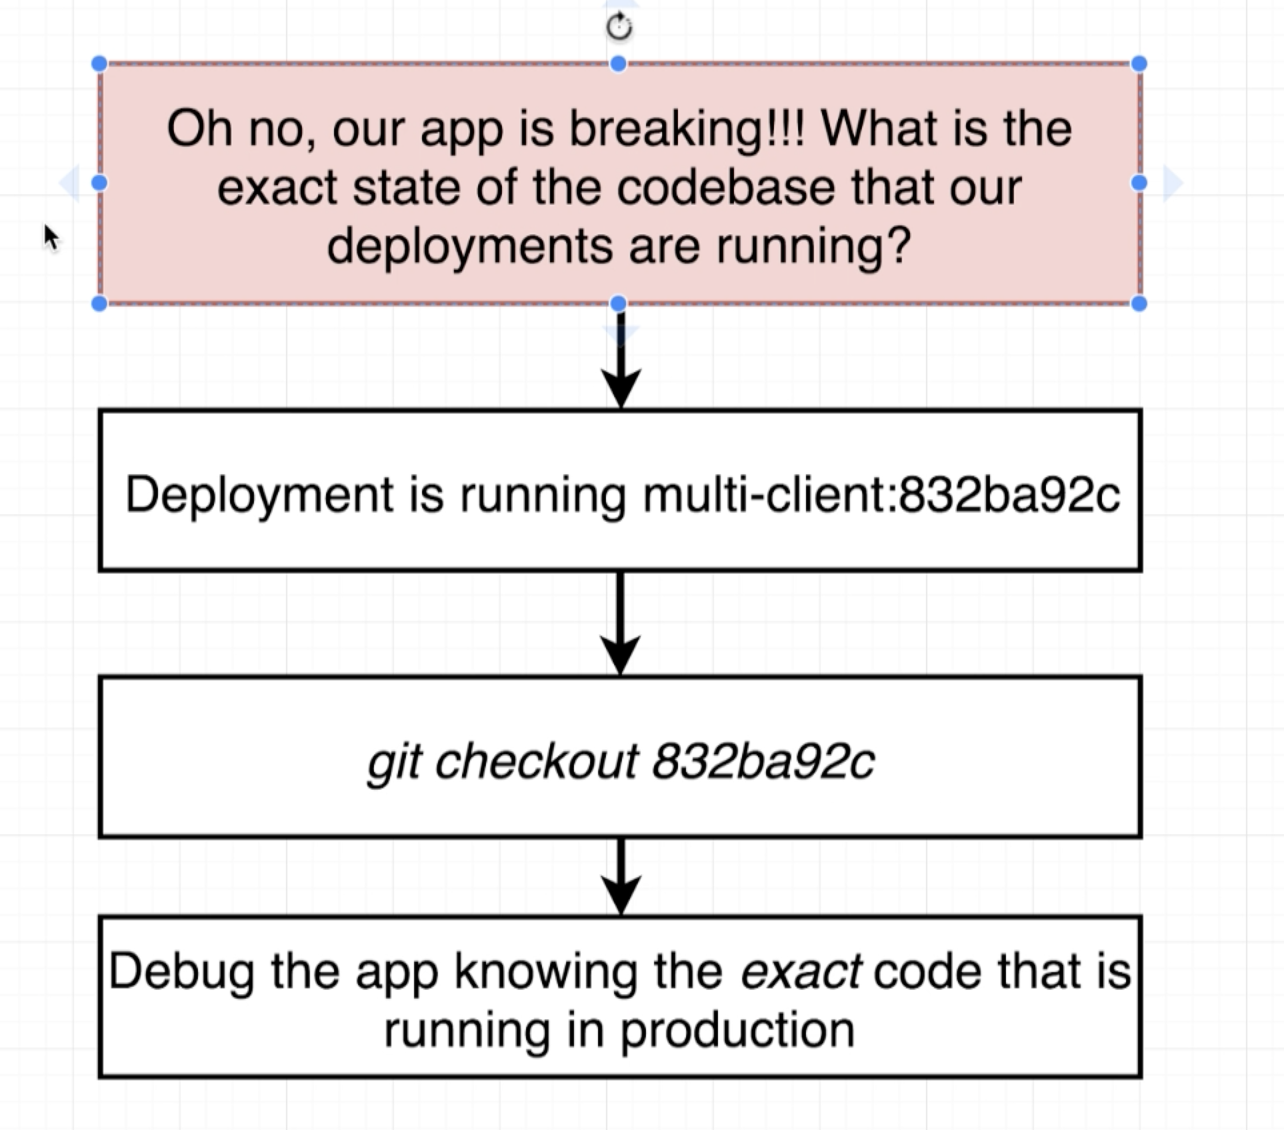 Oh no, our app is breaking!!! What is the
exact state of the codebase that our
deployments are running?
Deployment is running multi-client:832ba92c
git checkout 832ba92c
Debug the app knowing the exact code that is
running in production